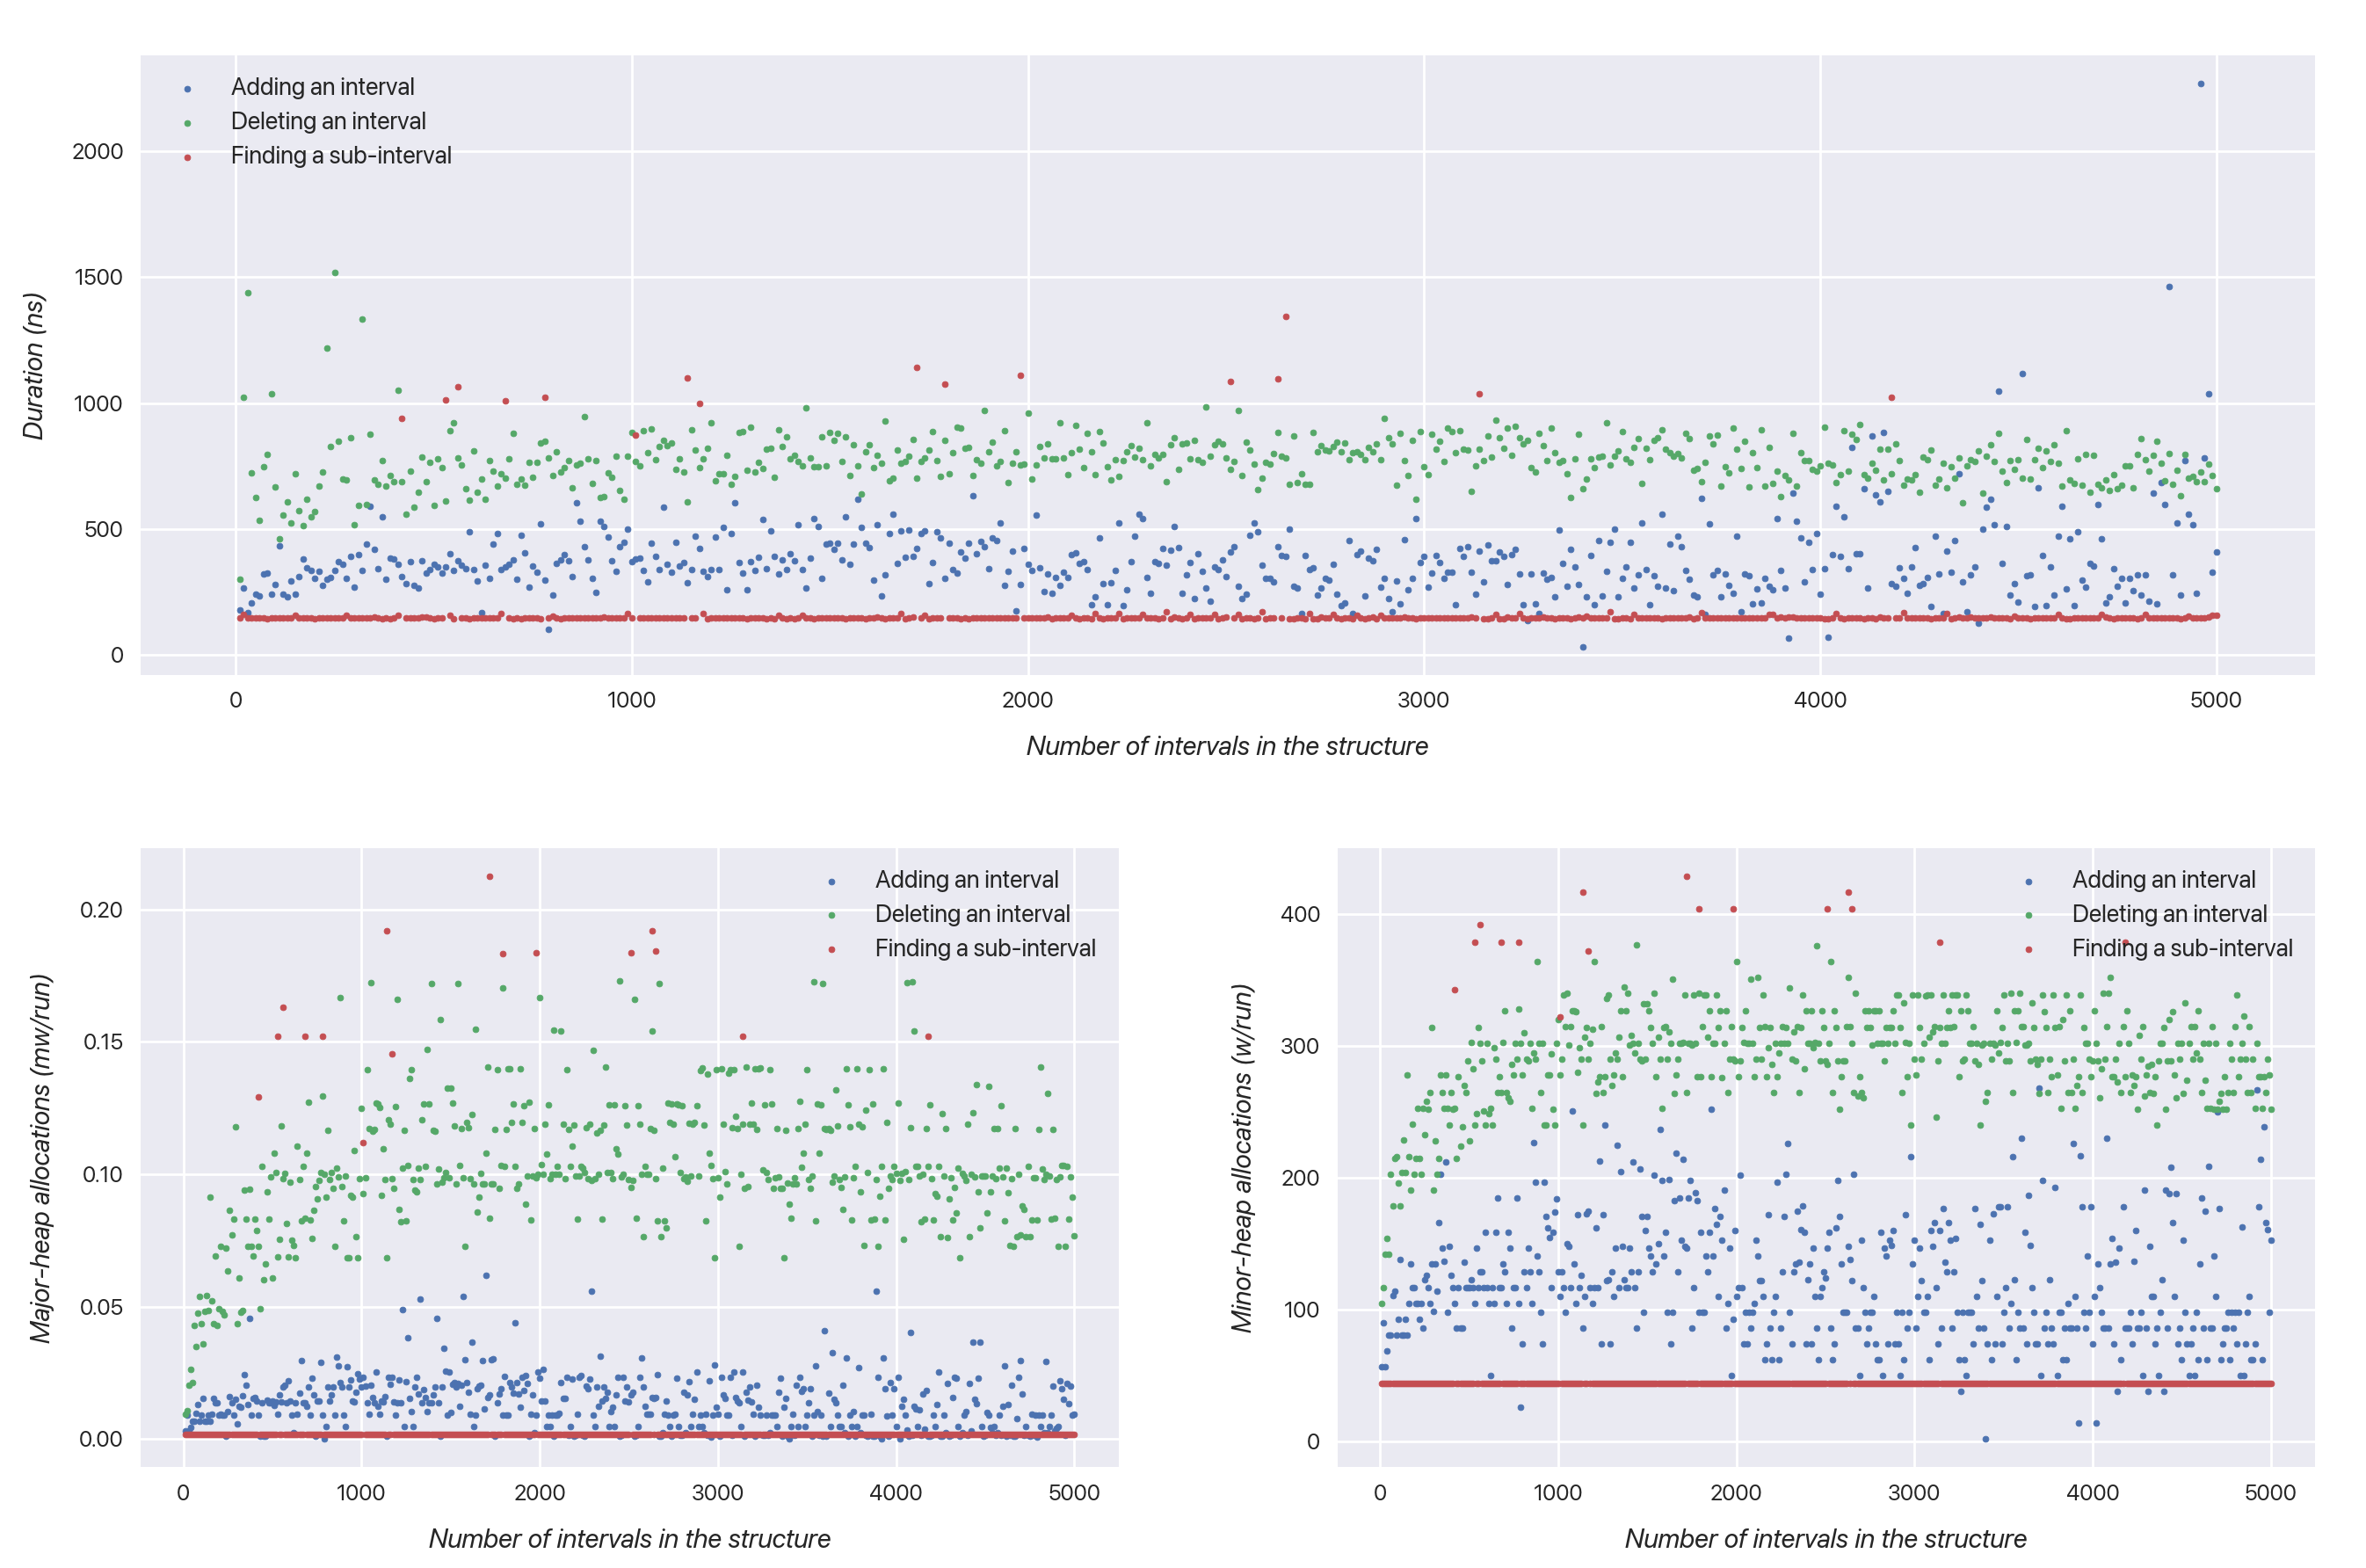 Adding an interval
Deleting an interval
Finding a sub-interval
2000
1500
1000
500
0
Duration (ns)
0 1000 2000 3000 4000 5000
Number of intervals in the structure
Adding an interval
Deleting an interval
Finding a sub-interval
0.20
0.15
0.10
0.05
0.00
Major-heap allocations (mw/run)
0 1000 2000 3000 4000 5000
Number of intervals in the structure
Adding an interval
Deleting an interval
Finding a sub-interval
400
300
200
100
0
Minor-heap allocations (w/run)
0 1000 2000 3000 4000 5000
Number of intervals in the structure